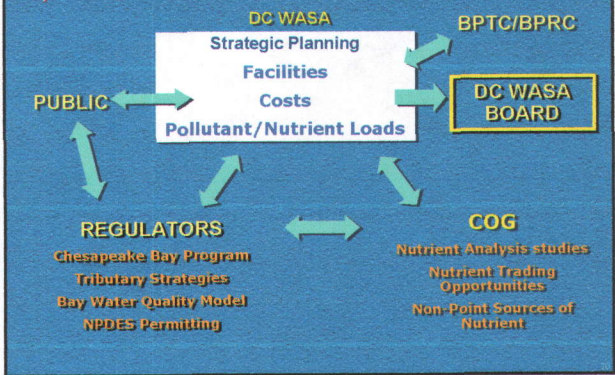 DC WASA
BPTC/BPRC
Strategic Planning
Facilities
Costs
Pollutant/Nutrient Loads
PUBLIC
DC WASA
BOARD
REGULATORS
Chesapeake Bay Program
Tributary Strategies
Bay Water Quality Model
NPDES Permitting
COG
Nutrient Analysis studies
Nutrient Trading
Opportunities
Non-Point Sources of
Nutrient